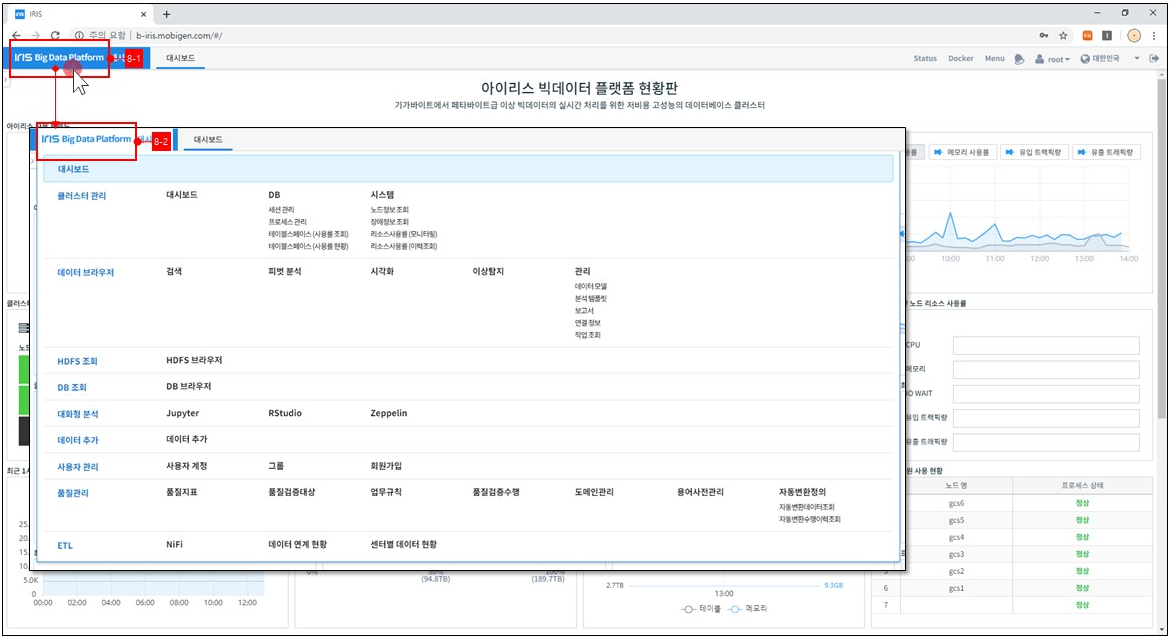 IRIS
주의 요함 b-iris.mobigen.com/#/
IRIS Big Data Platform
8-1
대시보드
Status Docker Menu root 대한민국
아이리스 빅데이터 플랫폼 현황판
기가바이트에서 페타바이트급 이상 빅데이터의 실시간 처리를 위한 저비용 고성능의 데이터베이스 클러스터
IRIS Big Data Platform
8-2
대시보드
대시보드
클러스터 관리 대시보드 DB 시스템
세션 관리 노드정보 조회
프로세스 관리 장애정보 조회
테이블스페이스 (사용률 조회) 리소스사용률 (모니터링)
테이블스페이스 (사용률 현황) 리소스사용률 (이력조회)
데이터 브라우저 검색 피벗 분석 시각화 이상탐지 관리
데이터 모델
분석 템플릿
보고서
연결 정보
작업 조회
HDFS 조회 HDFS 브라우저
DB 조회 DB 브라우저
대화형 분석 Jupyter RStudio Zeppelin
데이터 추가 데이터 추가
사용자 관리 사용자 계정 그룹 회원가입
품질관리 품질지표 품질검증대상 업무규칙 품질검증수행 도메인관리 용어사전관리 자동변환정의
자동변환데이터조회
자동변환수행이력조회
ETL NiFi 데이터 연계 현황 센터별 데이터 현황
메모리 사용률 유입 트랙픽량 유출 트래픽량
10:00 11:00 12:00 13:00 14:00
노드 리소스 사용률
CPU
메모리
IO WAIT
유입 트랙픽량
유출 트래픽량
사용 현황
노드 명 프로세스 상태
gcs6 정상
gcs5 정상
gcs4 정상
gcs3 정상
gcs2 정상
6 gcs1 정상
7 정상
5.0K
0
00:00 02:00 04:00 06:00 08:00 10:00 12:00
(94.8TB) (189.7TB)
2.7TB 9.3GB
13:00
테이블 메모리